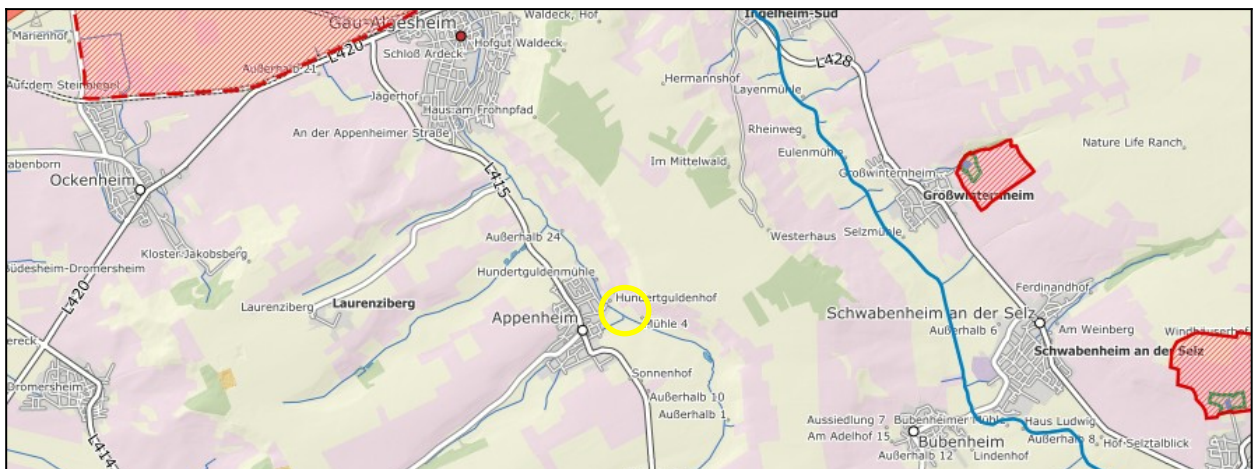 Waldeck, Hof
Ingelheim-Süd
Marienhof
Gau-Algesheim
Hofgut Waldeck
L420
Schloß Ardeck
L428
Außerhalb 21
Hermannshof
Auf dem Steinriegel
Jägerhof
Layenmühle
Haus am Frohnpfad
Rheinweg
An der Appenheimer Straße
Nature Life Ranch
Eulenmühle
Im Mittelwald
rabenborn
Großwinternheim
Ockenheim
L415
Großwinternheim
Außerhalb 24
Westerhaus
Selzmühle
Kloster Jakobsberg
Büdesheim-Dromersheim
Hundertguldenmühle
Ferdinandhof
L420
Laurenziberg
Laurenziberg
Hundertguldenhof
Appenheim
Mühle 4
Schwabenheim an der Selz
Außerhalb 6
Am Weinberg
Windhäuserhof
ereck
Schwabenheim an der Selz
Sonnenhof
Dromersheim
Außerhalb 10
Außerhalb 1
Aussiedlung 7
Bubenheimer Mühle
Haus Ludwig
Am Adelhof 15
Bubenheim
Außerhalb 8
Hof-Selztalblick
L414
Außerhalb 12
Lindenhof